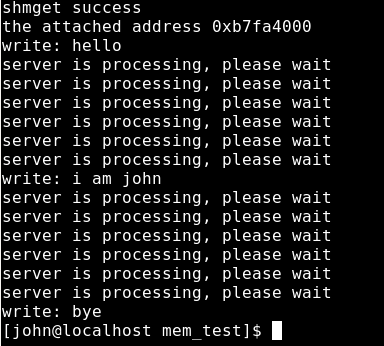 shmget success
the attached address 0xb7fa4000
write: hello
server is processing, please wait
server is processing, please wait
server is processing, please wait
server is processing, please wait
server is processing, please wait
server is processing, please wait
write: i am john
server is processing, please wait
server is processing, please wait
server is processing, please wait
server is processing, please wait
server is processing, please wait
server is processing, please wait
write: bye
[john@localhost mem_test]$